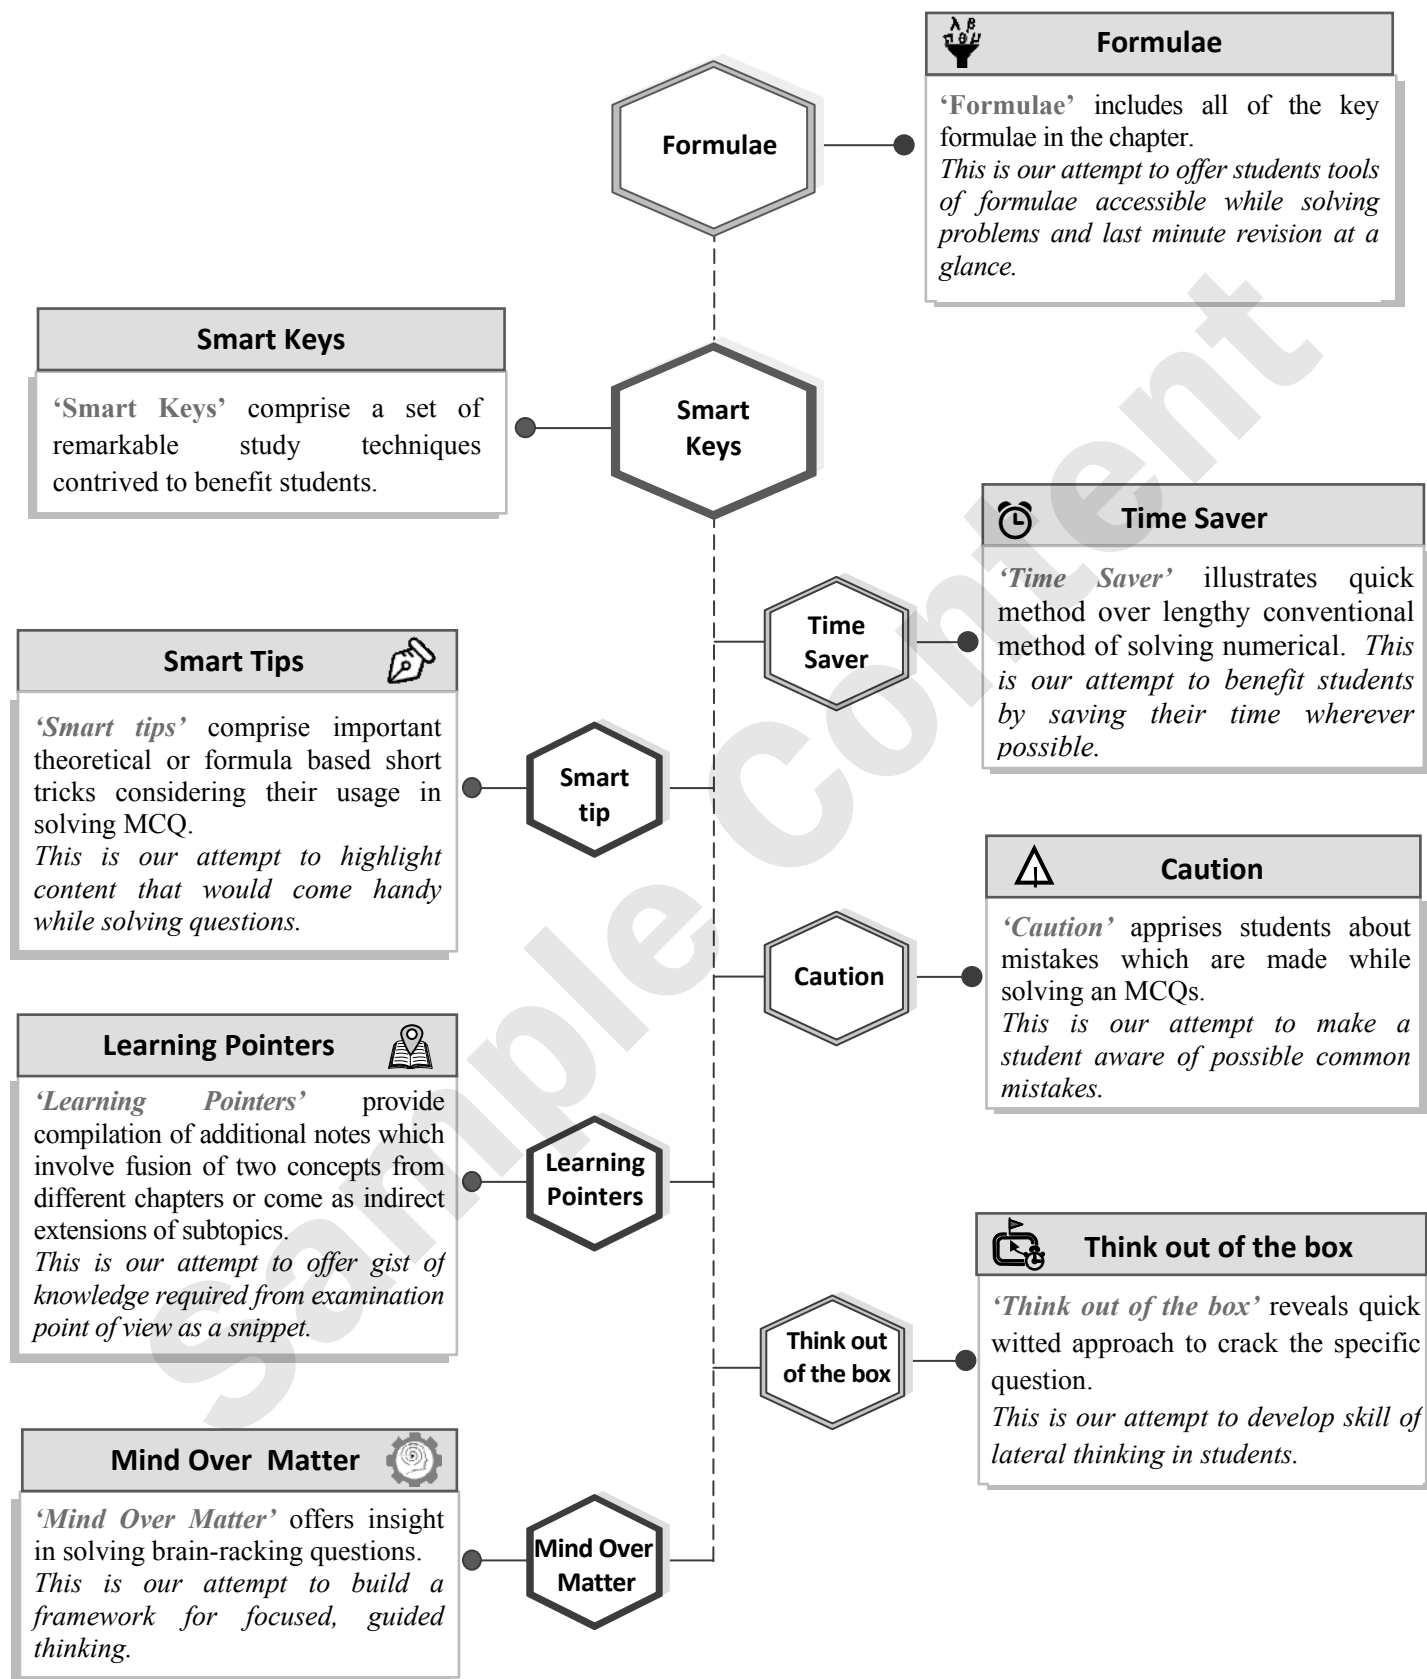 Formulae
‘Formulae’ includes all of the key
formulae in the chapter.
This is our attempt to offer students tools
of formulae accessible while solving
problems and last minute revision at a
glance.
Formulae
Smart Keys
‘Smart Keys’ comprise a set of
remarkable study techniques
contrived to benefit students.
Smart
Keys
Time Saver
‘Time Saver’ illustrates quick
method over lengthy conventional
method of solving numerical. This
is our attempt to benefit students
by saving their time wherever
possible.
Time
Saver
Smart Tips
‘Smart tips’ comprise important
theoretical or formula based short
tricks considering their usage in
solving MCQ.
This is our attempt to highlight
content that would come handy
while solving questions.
Smart
tip
Caution
‘Caution’ apprises students about
mistakes which are made while
solving an MCQs.
This is our attempt to make a
student aware of possible common
mistakes.
Caution
Learning Pointers
‘Learning Pointers’ provide
compilation of additional notes which
involve fusion of two concepts from
different chapters or come as indirect
extensions of subtopics.
This is our attempt to offer gist of
knowledge required from examination
point of view as a snippet.
Learning
Pointers
Think out of the box
‘Think out of the box’ reveals quick
witted approach to crack the specific
question.
This is our attempt to develop skill of
lateral thinking in students.
Think out
of the box
Mind Over Matter
‘Mind Over Matter’ offers insight
in solving brain-racking questions.
This is our attempt to build a
framework for focused, guided
thinking.
Mind Over
Matter
Sample Content